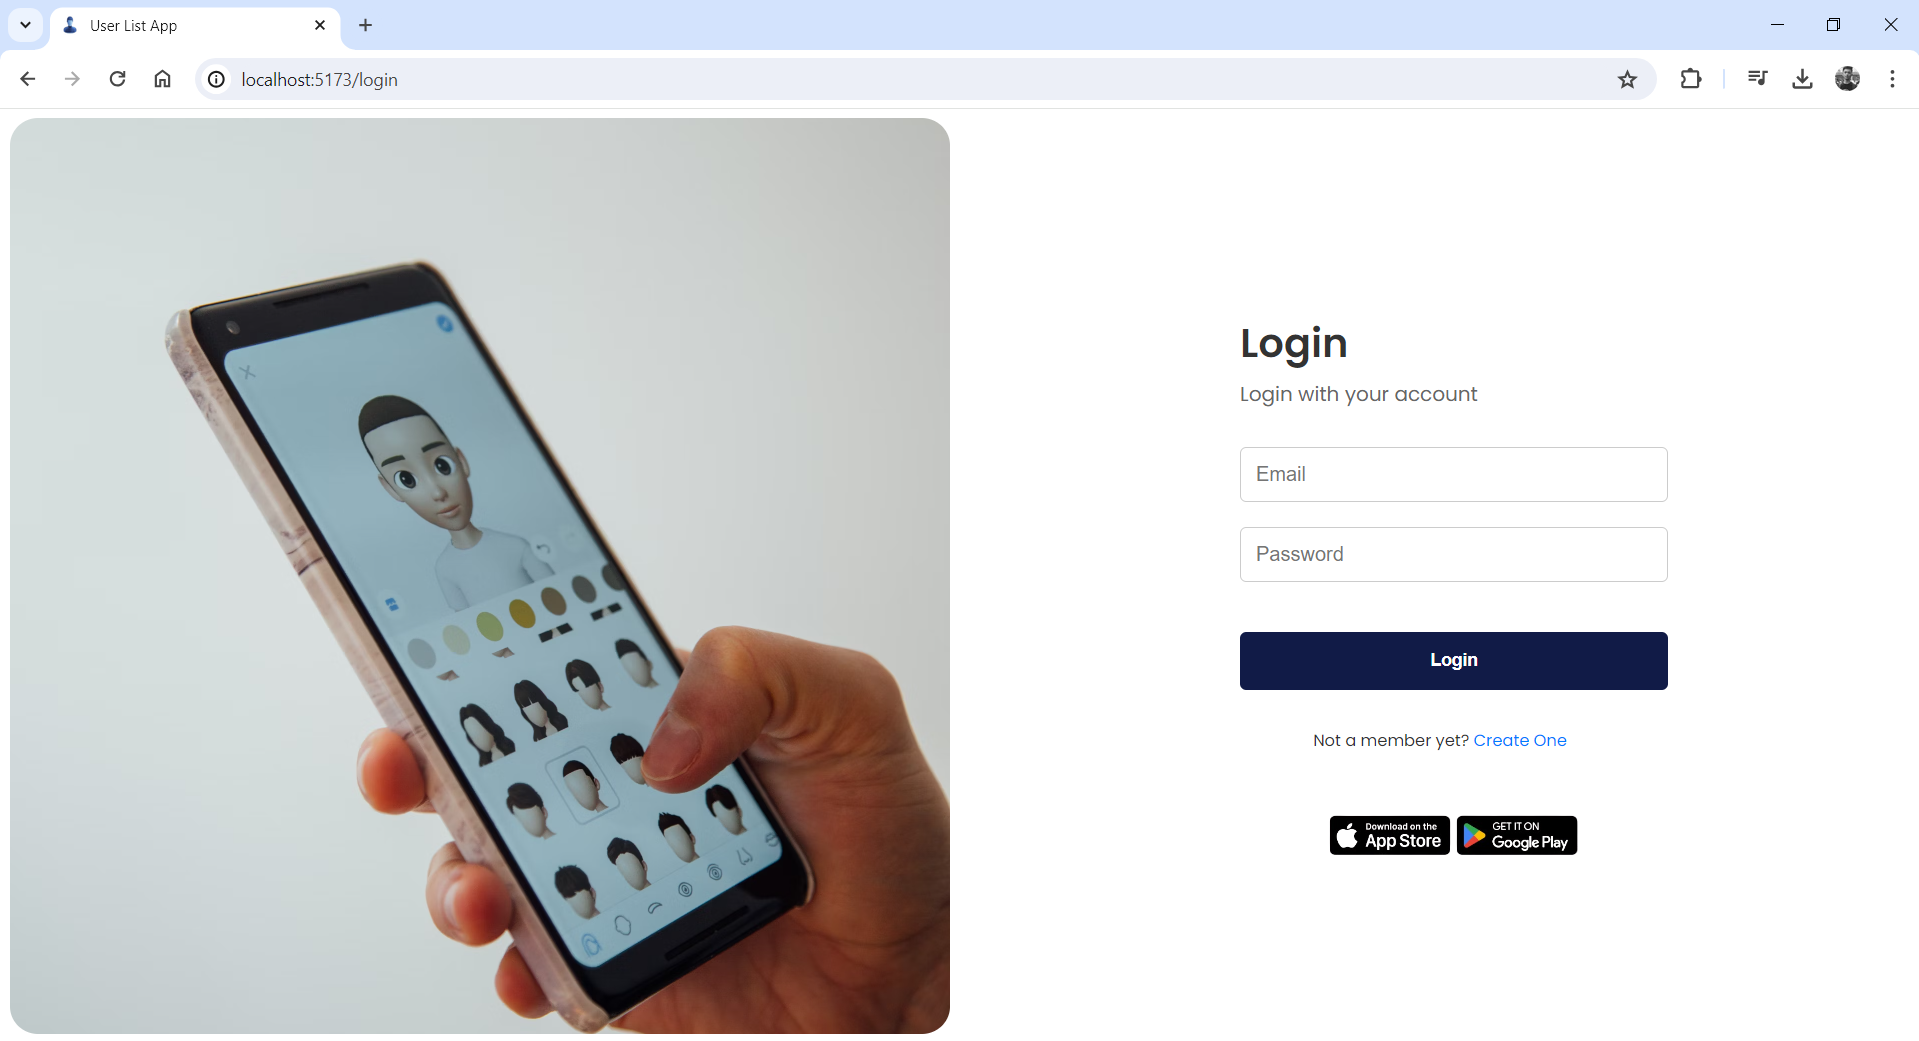 User List App
localhost:5173/login
Login
Login with your account
Email
Password
Login
Not a member yet? Create One
Download on the
App Store
GET IT ON
Google Play